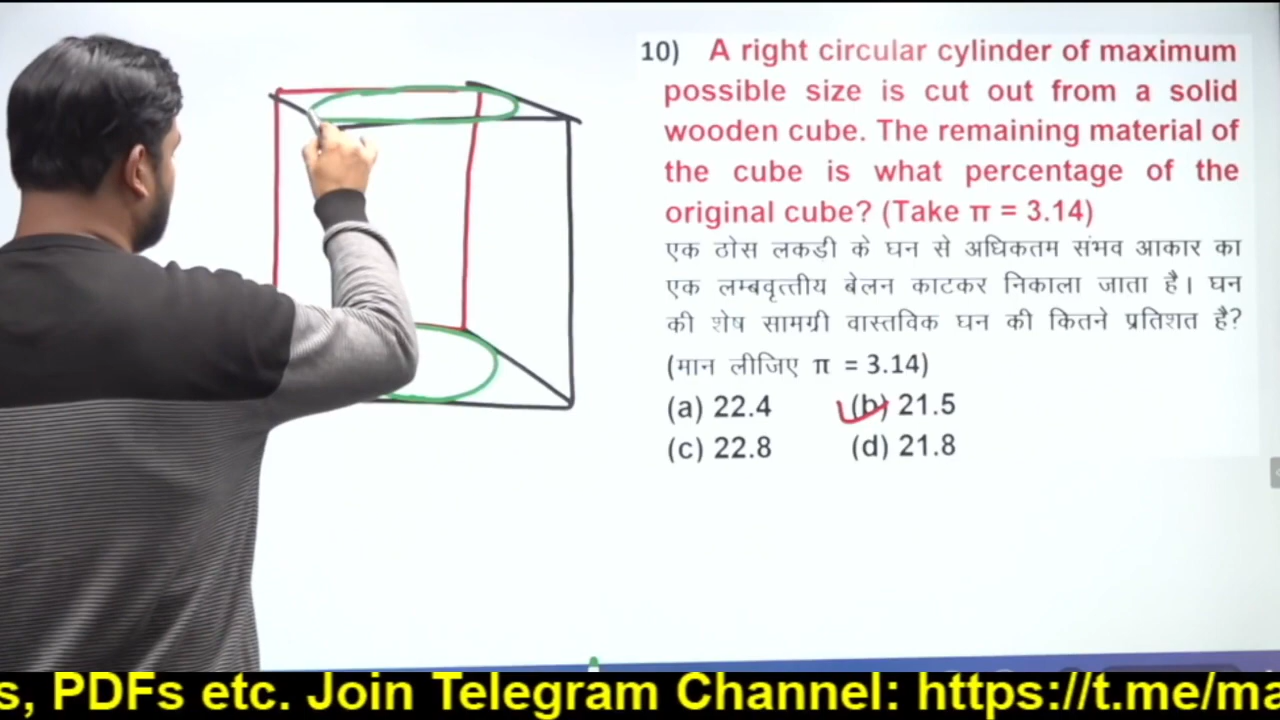 10) A right circular cylinder of maximum
possible size is cut out from a solid
wooden cube. The remaining material of
the cube is what percentage of the
original cube? (Take π = 3.14)
एक ठोस लकडी के घन से अधिकतम संभव आकार का
एक लम्बवृत्तीय बेलन काटकर निकाला जाता है। घन
की शेष सामग्री वास्तविक घन की कितने प्रतिशत है?
(मान लीजिए π = 3.14)
(a) 22.4 (b) 21.5
(c) 22.8 (d) 21.8
s, PDFs etc. Join Telegram Channel: https://t.me/ma